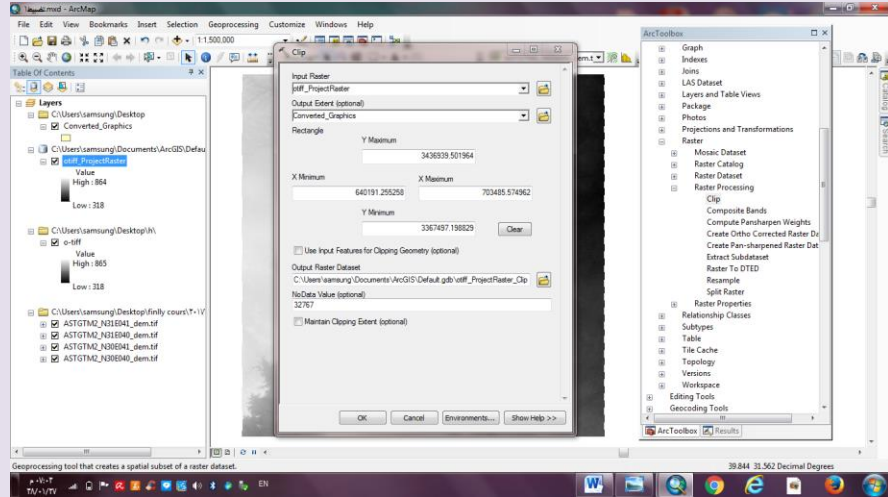 .mxd - ArcMap
File Edit View Bookmarks Insert Selection Geoprocessing Customize Windows Help
1:1,500,000
Table Of Contents
Layers
C:\Users\samsung\Desktop
Converted_Graphics
C:\Users\samsung\Documents\ArcGIS\Defau
otiff_ProjectRaster
Value
High : 864
Low : 318
C:\Users\samsung\Desktop\h\
o-tiff
Value
High : 865
Low : 318
C:\Users\samsung\Desktop\finlly cours\٢٠١٧
ASTGTM2_N31E041_dem.tif
ASTGTM2_N31E040_dem.tif
ASTGTM2_N30E041_dem.tif
ASTGTM2_N30E040_dem.tif
Clip
Input Raster
otiff_ProjectRaster
Output Extent (optional)
Converted_Graphics
Rectangle
Y Maximum
3436939.501964
X Minimum
X Maximum
640191.255258
703485.574962
Y Minimum
3367497.198829
Clear
Use Input Features for Clipping Geometry (optional)
Output Raster Dataset
C:\Users\samsung\Documents\ArcGIS\Default.gdb\otiff_ProjectRaster_Clip
NoData Value (optional)
32767
Maintain Clipping Extent (optional)
OK Cancel Environments... Show Help >>
ArcToolbox
Graph
Indexes
Joins
LAS Dataset
Layers and Table Views
Package
Photos
Projections and Transformations
Raster
Mosaic Dataset
Raster Catalog
Raster Dataset
Raster Processing
Clip
Composite Bands
Compute Pansharpen Weights
Create Ortho Corrected Raster Da
Create Pan-sharpened Raster Dat
Extract Subdataset
Raster To DTED
Resample
Split Raster
Raster Properties
Relationship Classes
Subtypes
Table
Tile Cache
Topology
Versions
Workspace
Editing Tools
Geocoding Tools
ArcToolbox Results
Catalog
Search
Geoprocessing tool that creates a spatial subset of a raster dataset.
39.844 31.562 Decimal Degrees
EN